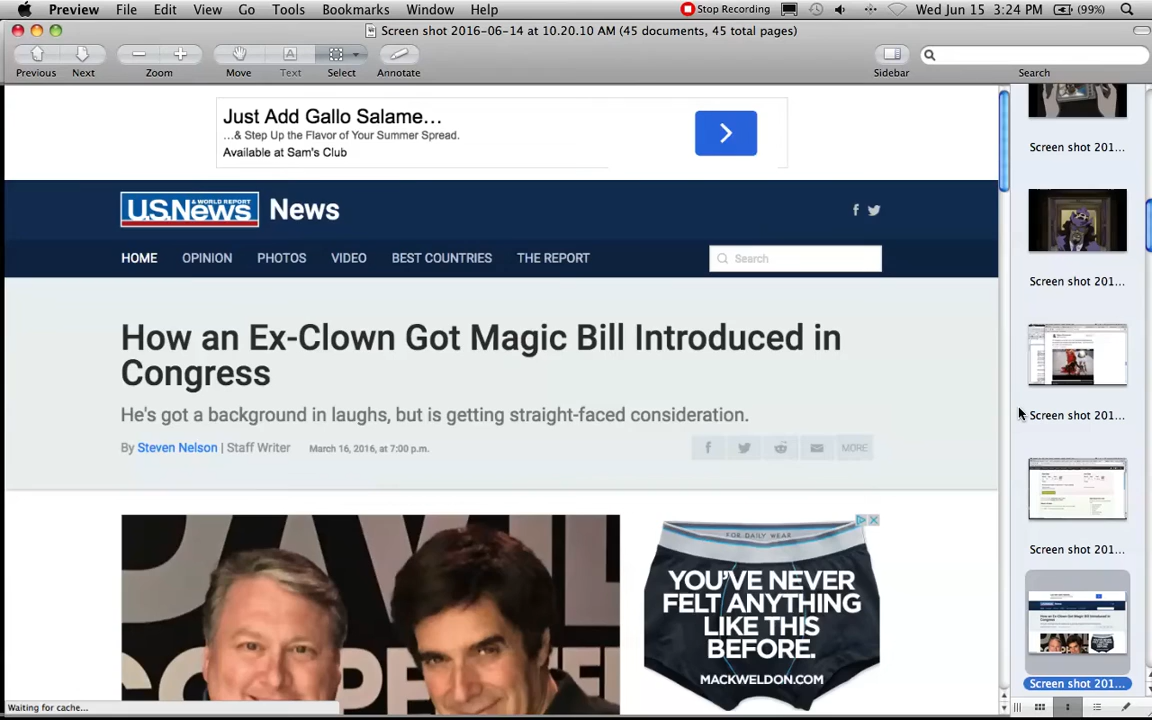 Preview File Edit View Go Tools Bookmarks Window Help Stop Recording Wed Jun 15 3:24 PM (99%)
Screen shot 2016-06-14 at 10.20.10 AM (45 documents, 45 total pages)
Previous Next Zoom Move Text Select Annotate Sidebar Search
Just Add Gallo Salame...
...& Step Up the Flavor of Your Summer Spread.
Available at Sam's Club
U.S.News & WORLD REPORT News
HOME OPINION PHOTOS VIDEO BEST COUNTRIES THE REPORT Search
How an Ex-Clown Got Magic Bill Introduced in
Congress
He's got a background in laughs, but is getting straight-faced consideration.
By Steven Nelson | Staff Writer March 16, 2016, at 7:00 p.m. MORE
FOR DAILY WEAR
YOU'VE NEVER
FELT ANYTHING
LIKE THIS
BEFORE.
MACKWELDON.COM
Waiting for cache...
Screen shot 201...
Screen shot 201...
Screen shot 201...
Screen shot 201...
Screen shot 201...